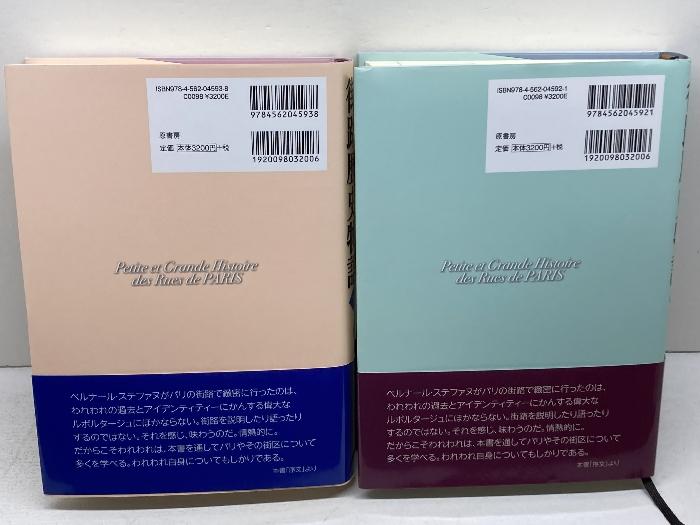 ISBN978-4-562-04593-8
C0098 ¥3200E
9784562045938
原書房
定価 本体3200円+税
1920098032006
街路歴史物語
Petite et Grande Histoire
des Rues de PARIS
ベルナール・ステファヌがパリの街路で緻密に行ったのは、
われわれの過去とアイデンティティーにかんする偉大な
ルポルタージュにほかならない。街路を説明したり語ったり
するのではない。それを感じ、味わうのだ。情熱的に。
だからこそわれわれは、本書を通してパリやその街区について
多くを学べる。われわれ自身についてもしかりである。
本書「序文」より
ISBN978-4-562-04592-1
C0098 ¥3200E
9784562045921
原書房
定価 本体3200円+税
1920098032006
Petite et Grande Histoire
des Rues de PARIS
ベルナール・ステファヌがパリの街路で緻密に行ったのは、
われわれの過去とアイデンティティーにかんする偉大な
ルポルタージュにほかならない。街路を説明したり語ったり
するのではない。それを感じ、味わうのだ。情熱的に。
だからこそわれわれは、本書を通してパリやその街区について
多くを学べる。われわれ自身についてもしかりである。
本書「序文」より